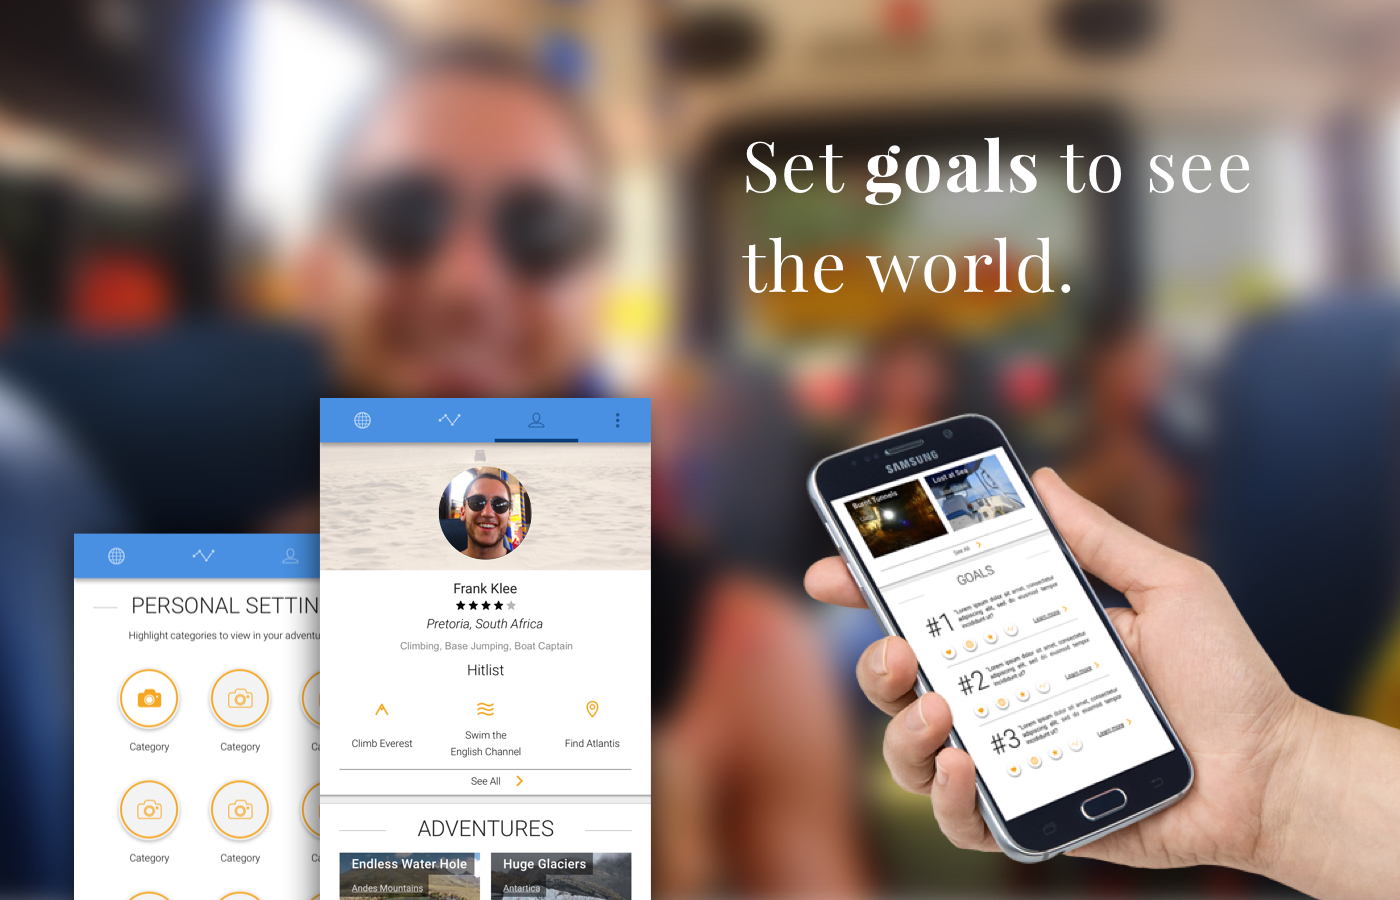 Set goals to see
the world.
PERSONAL SETTIN
Highlight categories to view in your adventu
Category
Category
Ca
Category
Category
Ca
Frank Klee
Pretoria, South Africa
Climbing, Base Jumping, Boat Captain
Hitlist
Climb Everest
Swim the
English Channel
Find Atlantis
See All
ADVENTURES
Endless Water Hole
Andes Mountains
Huge Glaciers
Antartica
SAMSUNG
Burnt Tunnels
Lost at Sea
See All
GOALS
#1
"Lorem ipsum dolor sit amet, consectetur
adipiscing elit, sed do eiusmod tempor
incididunt ut?
Learn more
#2
"Lorem ipsum dolor sit amet, consectetur
adipiscing elit, sed do eiusmod tempor
incididunt ut?
Learn more
#3
"Lorem ipsum dolor sit amet, consectetur
adipiscing elit, sed do eiusmod tempor
incididunt ut?
Learn more